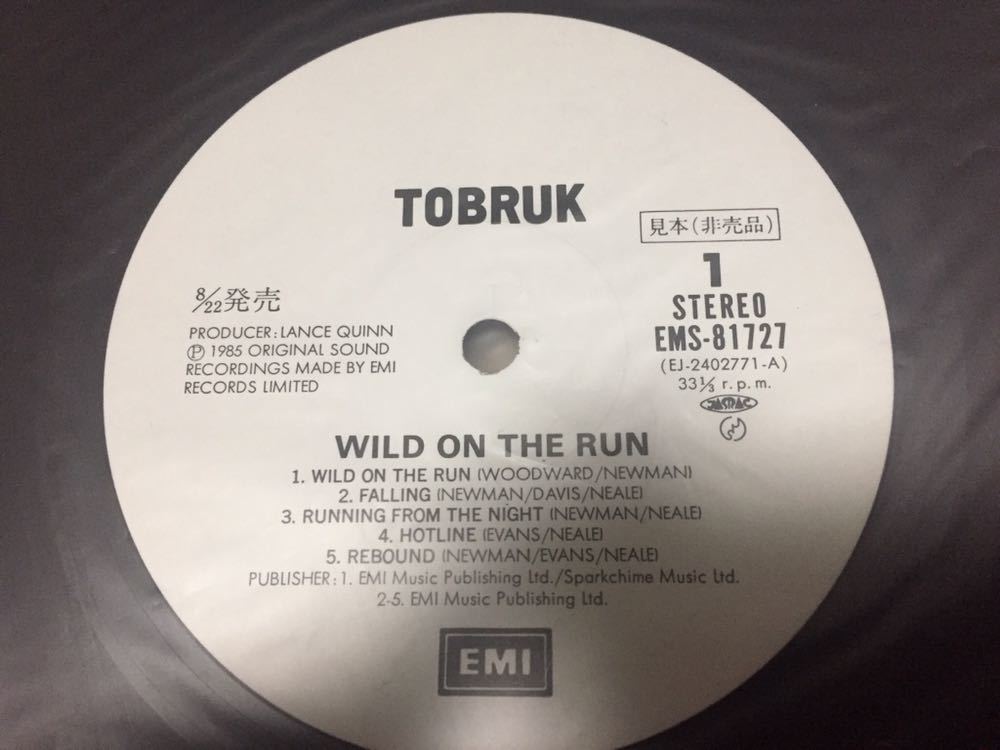 TOBRUK
見本(非売品)
1
STEREO
EMS-81727
(EJ-2402771-A)
33⅓ r.p.m.
JASRAC
8/22発売
PRODUCER: LANCE QUINN
Ⓟ 1985 ORIGINAL SOUND
RECORDINGS MADE BY EMI
RECORDS LIMITED
WILD ON THE RUN
1. WILD ON THE RUN (WOODWARD/NEWMAN)
2. FALLING (NEWMAN/DAVIS/NEALE)
3. RUNNING FROM THE NIGHT (NEWMAN/NEALE)
4. HOTLINE (EVANS/NEALE)
5. REBOUND (NEWMAN/EVANS/NEALE)
PUBLISHER: 1. EMI Music Publishing Ltd./Sparkchime Music Ltd.
2-5. EMI Music Publishing Ltd.
EMI